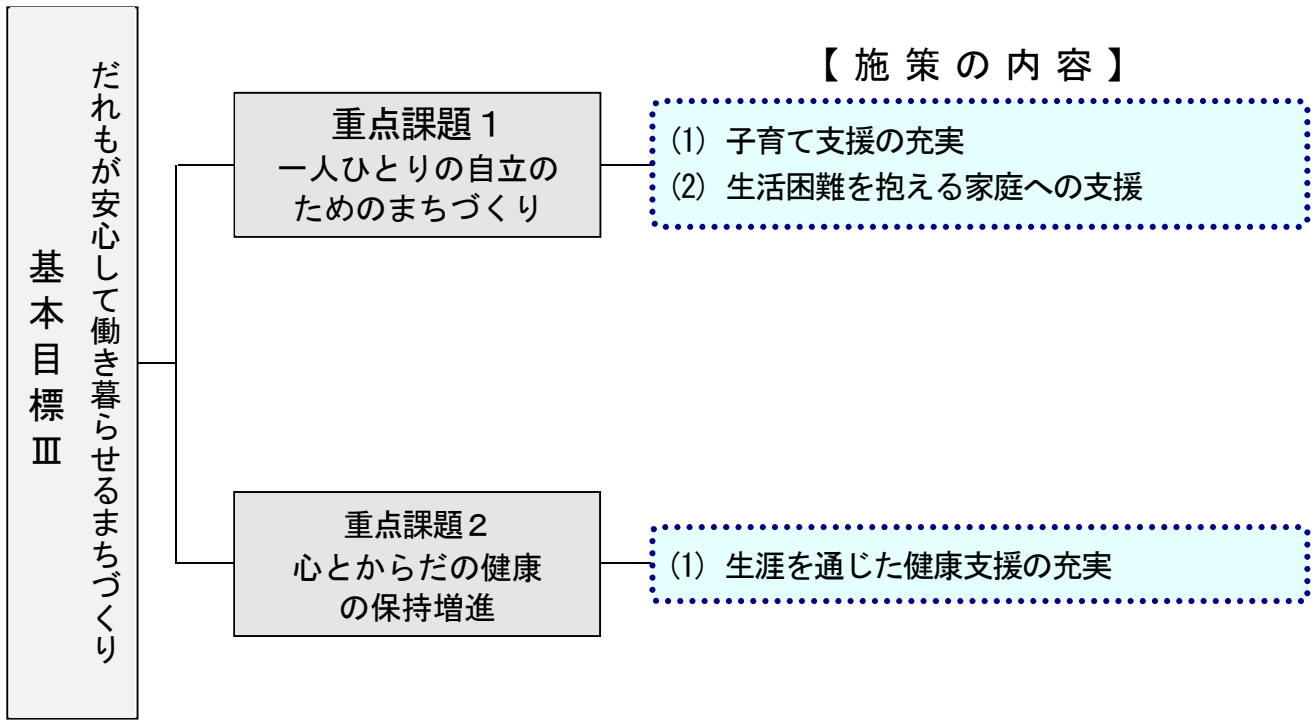 基本目標Ⅲ
だれもが安心して働き暮らせるまちづくり
【施策の内容】
重点課題１
一人ひとりの自立の
ためのまちづくり
(1) 子育て支援の充実
(2) 生活困難を抱える家庭への支援
重点課題２
心とからだの健康
の保持増進
(1) 生涯を通じた健康支援の充実